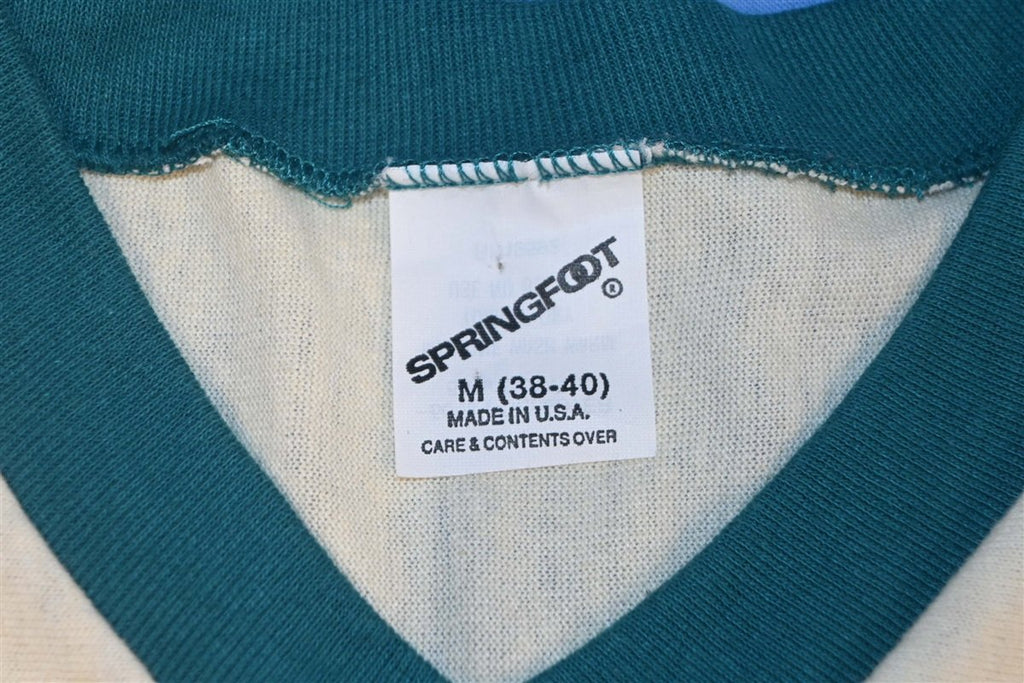 SPRINGFOOT®
M (38-40)
MADE IN U.S.A.
CARE & CONTENTS OVER